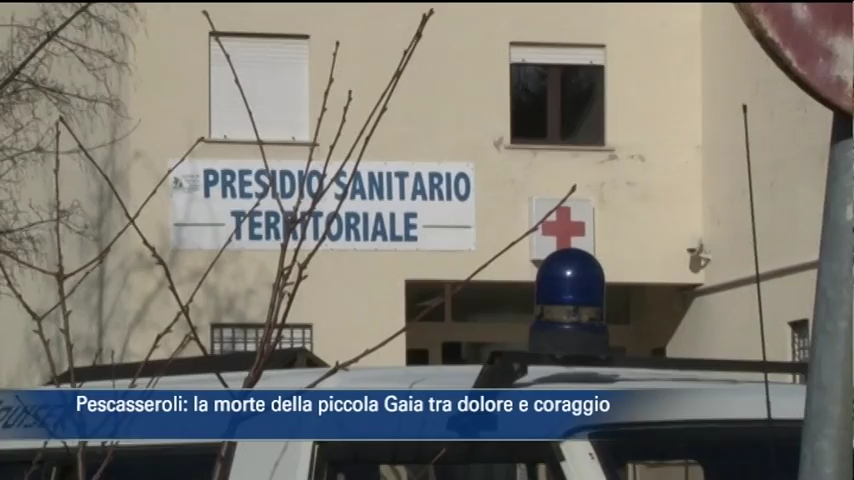 PRESIDIO SANITARIO
TERRITORIALE
Pescasseroli: la morte della piccola Gaia tra dolore e coraggio